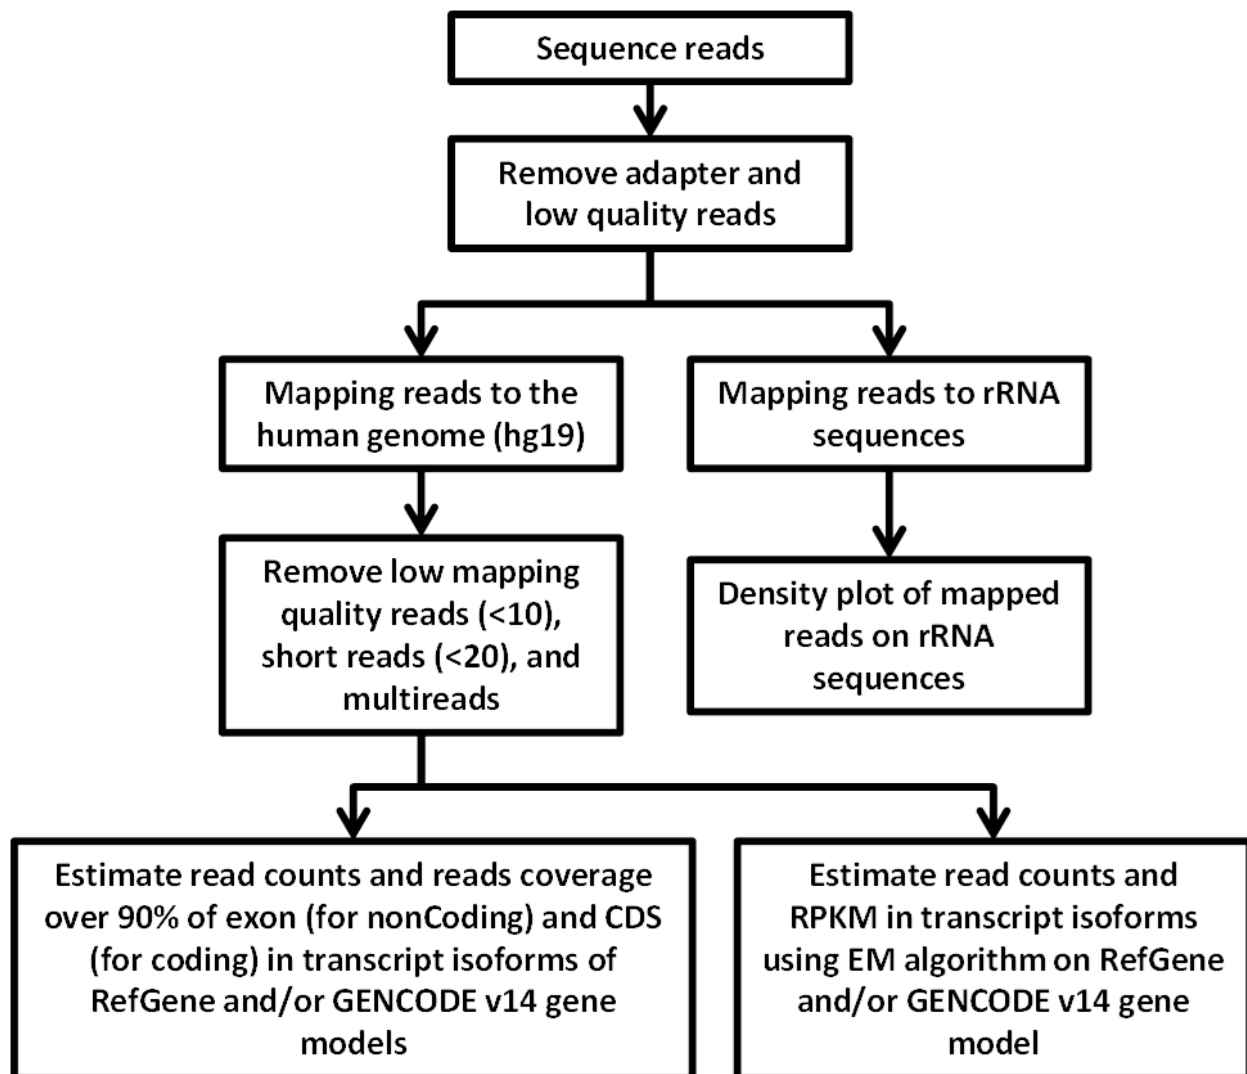 Sequence reads
Remove adapter and
low quality reads
Mapping reads to the
human genome (hg19)
Mapping reads to rRNA
sequences
Remove low mapping
quality reads (<10),
short reads (<20), and
multireads
Density plot of mapped
reads on rRNA
sequences
Estimate read counts and reads coverage
over 90% of exon (for nonCoding) and CDS
(for coding) in transcript isoforms of
RefGene and/or GENCODE v14 gene
models
Estimate read counts and
RPKM in transcript isoforms
using EM algorithm on RefGene
and/or GENCODE v14 gene
model